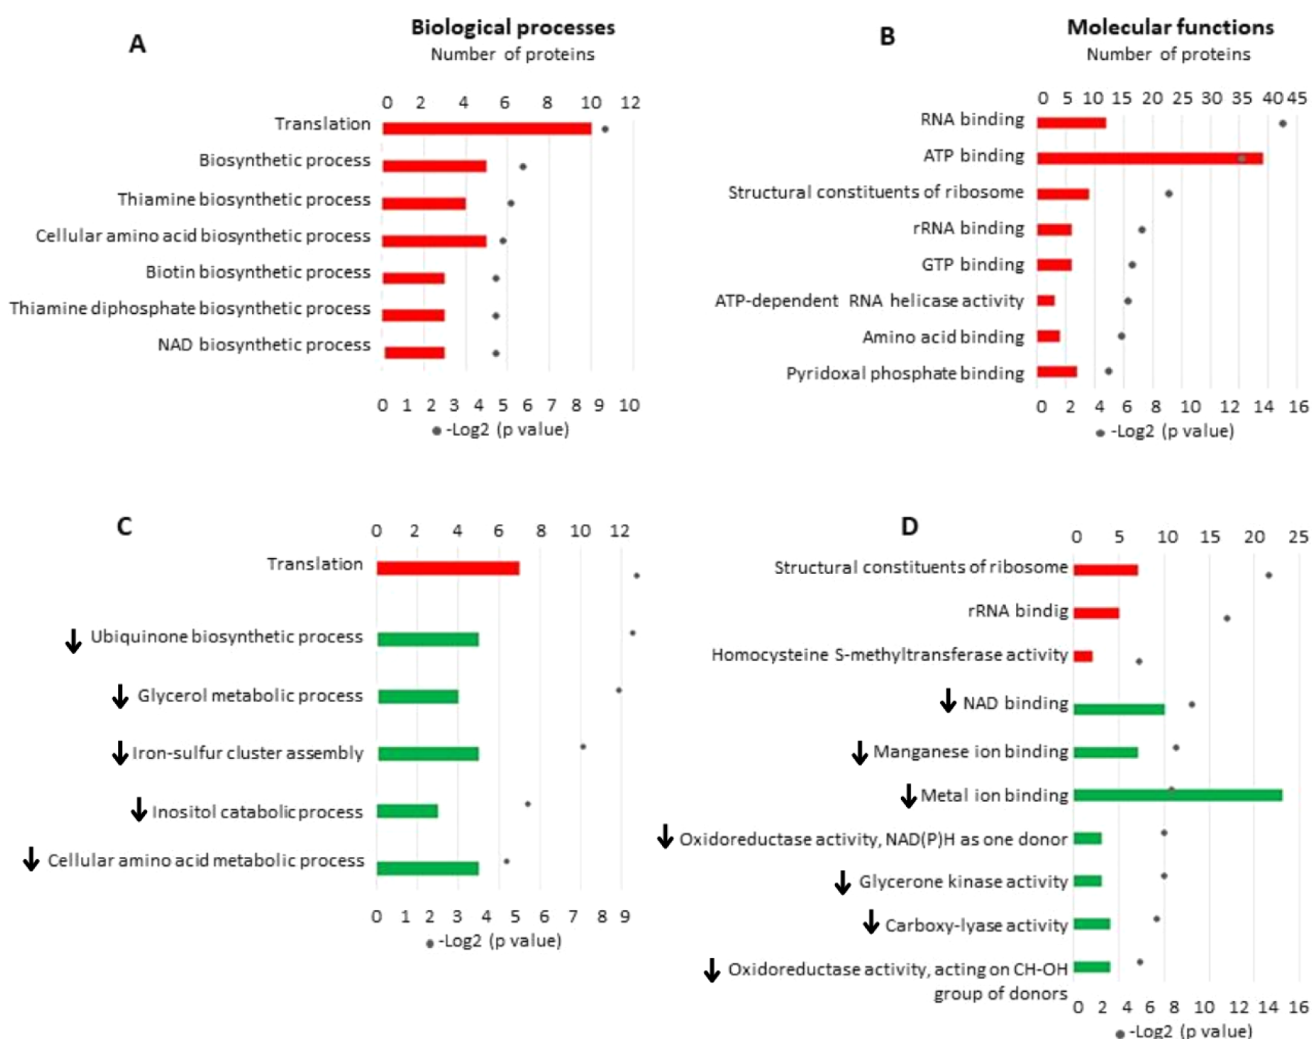 A
Biological processes
Number of proteins
0 2 4 6 8 10 12
Translation
Biosynthetic process
Thiamine biosynthetic process
Cellular amino acid biosynthetic process
Biotin biosynthetic process
Thiamine diphosphate biosynthetic process
NAD biosynthetic process
0 1 2 3 4 5 6 7 8 9 10
-Log2 (p value)
B
Molecular functions
Number of proteins
0 5 10 15 20 25 30 35 40 45
RNA binding
ATP binding
Structural constituents of ribosome
rRNA binding
GTP binding
ATP-dependent RNA helicase activity
Amino acid binding
Pyridoxal phosphate binding
0 2 4 6 8 10 12 14 16
-Log2 (p value)
C
0 2 4 6 8 10 12
Translation
Ubiquinone biosynthetic process
Glycerol metabolic process
Iron-sulfur cluster assembly
Inositol catabolic process
Cellular amino acid metabolic process
0 1 2 3 4 5 6 7 8 9
-Log2 (p value)
D
0 5 10 15 20 25
Structural constituents of ribosome
rRNA bindig
Homocysteine S-methyltransferase activity
NAD binding
Manganese ion binding
Metal ion binding
Oxidoreductase activity, NAD(P)H as one donor
Glycerone kinase activity
Carboxy-lyase activity
Oxidoreductase activity, acting on CH-OH
group of donors
0 2 4 6 8 10 12 14 16
-Log2 (p value)